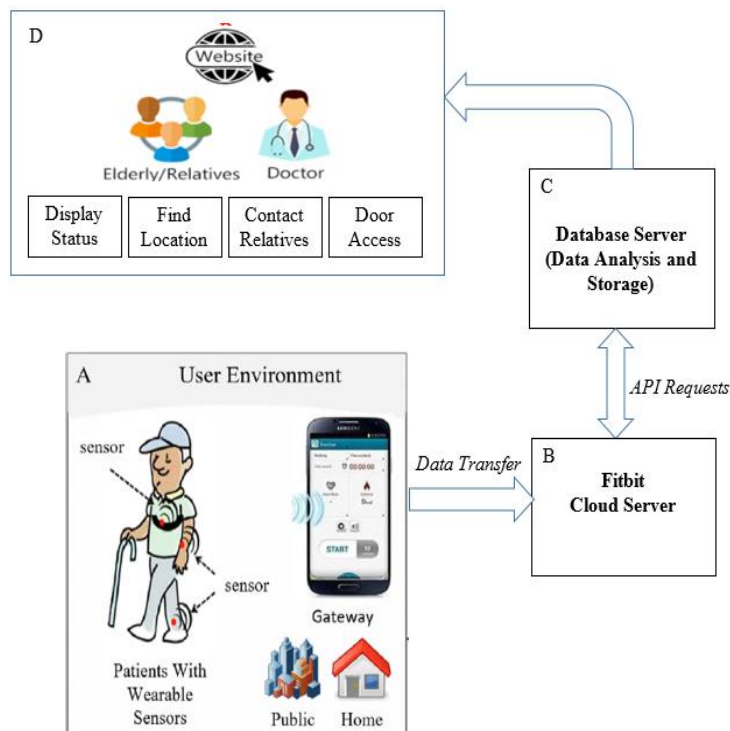 D
Website
Elderly/Relatives
Doctor
Display
Status
Find
Location
Contact
Relatives
Door
Access
C
Database Server
(Data Analysis and
Storage)
API Requests
B
Fitbit
Cloud Server
Data Transfer
A
User Environment
sensor
sensor
Patients With
Wearable
Sensors
SAMSUNG
START
Gateway
Public
Home